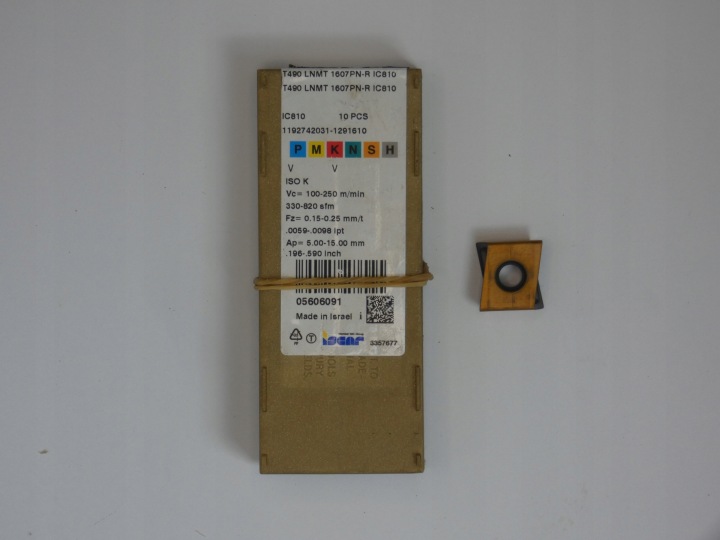 T490 LNMT 1607PN-R IC810
T490 LNMT 1607PN-R IC810
IC810 10 PCS
1192742031-1291610
P M K N S H
V V
ISO K
Vc= 100-250 m/min
330-820 sfm
Fz= 0.15-0.25 mm/t
.0059-.0098 ipt
Ap= 5.00-15.00 mm
.196-.590 inch
05606091
Made in Israel i
T
iscar
3357677
LTD